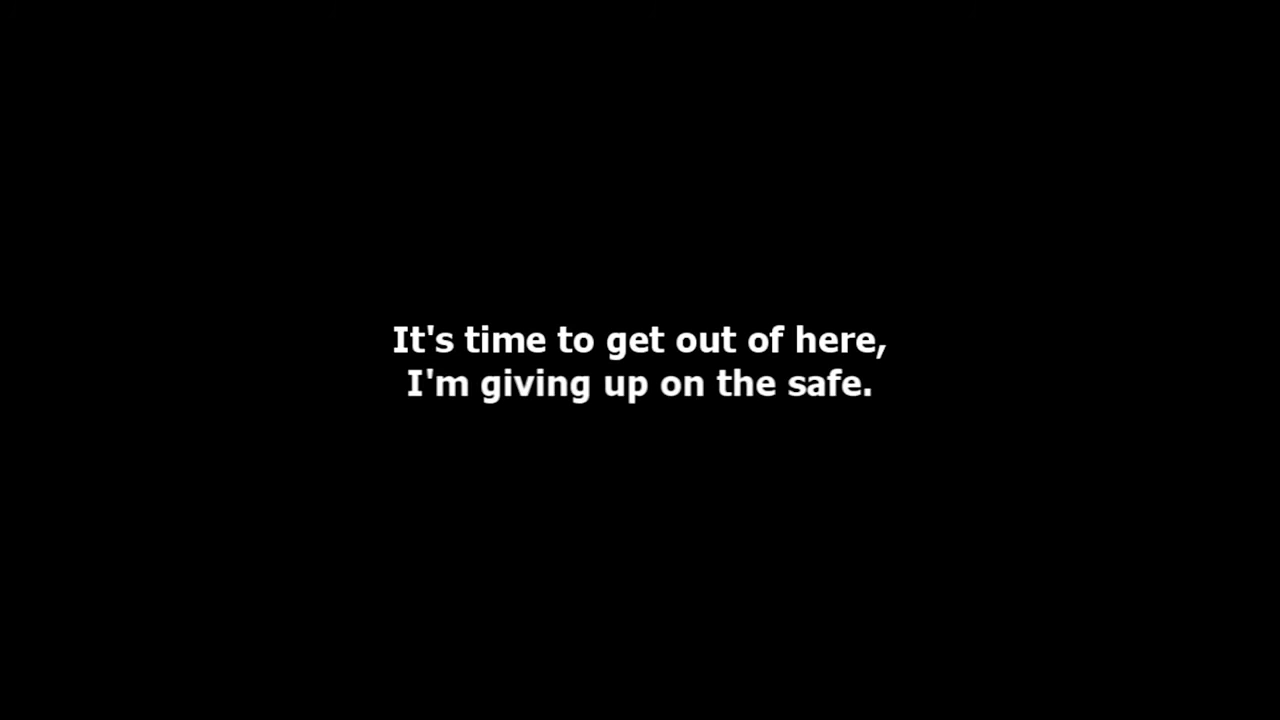 It's time to get out of here,
I'm giving up on the safe.